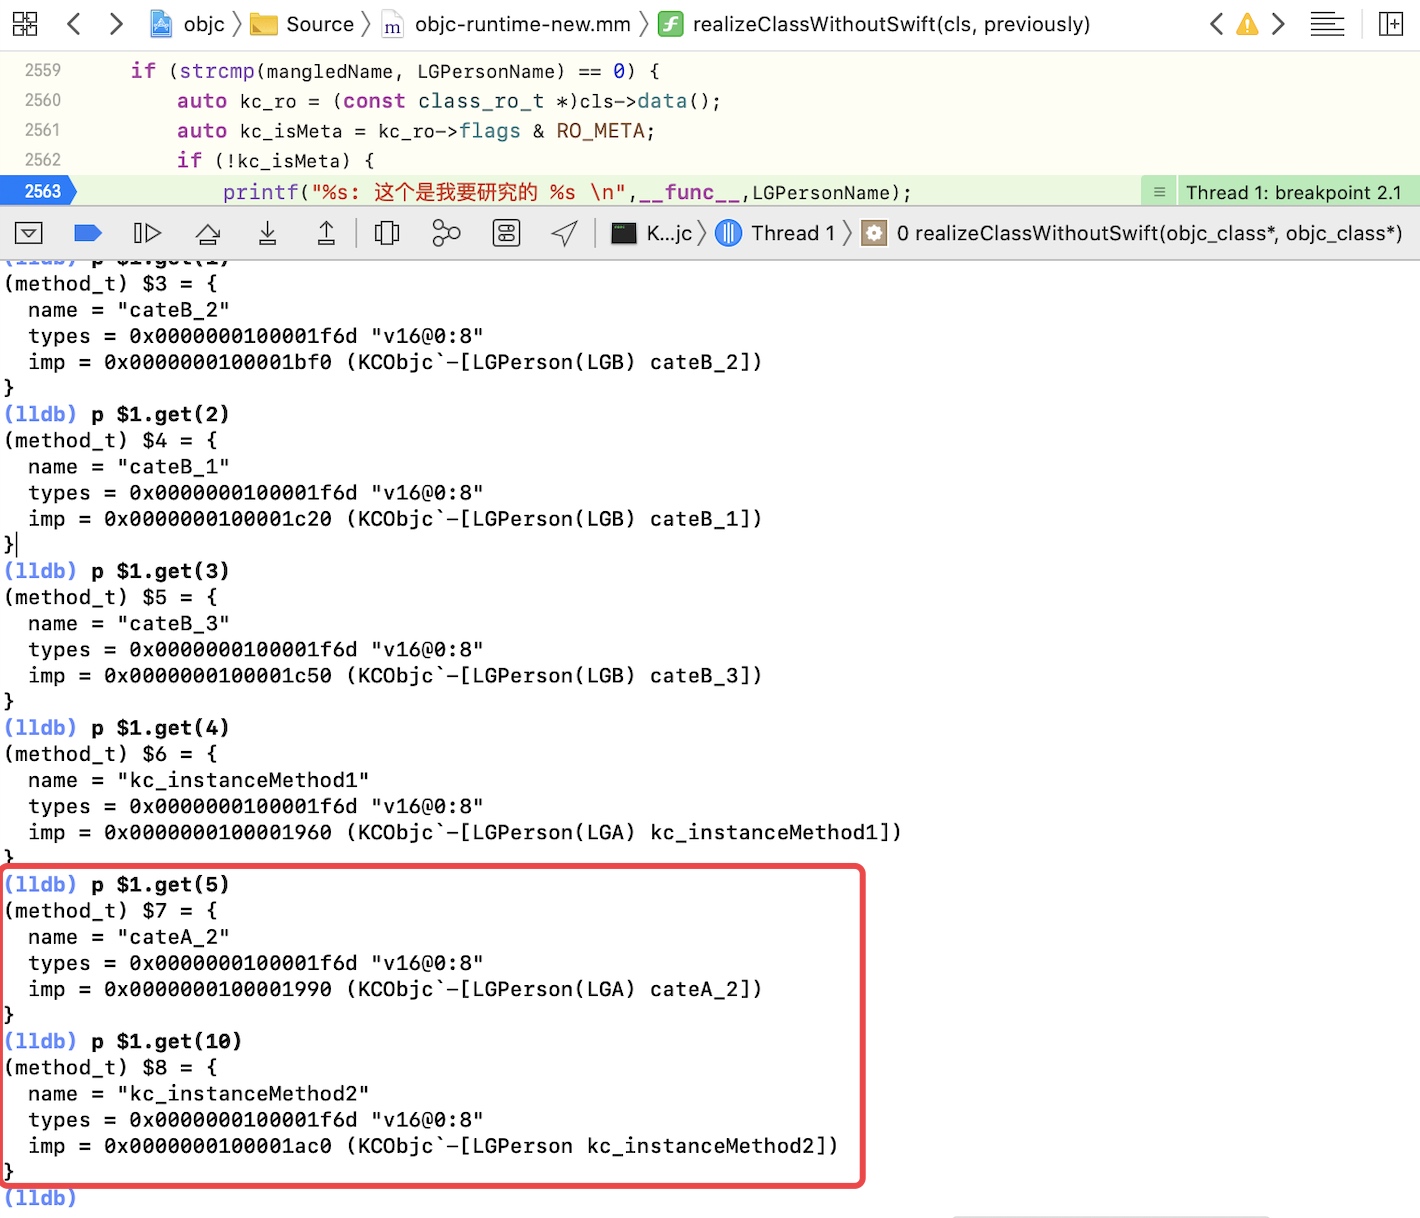 objc Source m objc-runtime-new.mm f realizeClassWithoutSwift(cls, previously)
2559 if (strcmp(mangledName, LGPersonName) == 0) {
2560 auto kc_ro = (const class_ro_t *)cls->data();
2561 auto kc_isMeta = kc_ro->flags & RO_META;
2562 if (!kc_isMeta) {
2563 printf("%s: 这个是我要研究的 %s \n",__func__,LGPersonName); Thread 1: breakpoint 2.1
K...jc Thread 1 0 realizeClassWithoutSwift(objc_class*, objc_class*)
(lldb) p $1.get(1)
(method_t) $3 = {
name = "cateB_2"
types = 0x0000000100001f6d "v16@0:8"
imp = 0x0000000100001bf0 (KCObjc`-[LGPerson(LGB) cateB_2])
}
(lldb) p $1.get(2)
(method_t) $4 = {
name = "cateB_1"
types = 0x0000000100001f6d "v16@0:8"
imp = 0x0000000100001c20 (KCObjc`-[LGPerson(LGB) cateB_1])
}
(lldb) p $1.get(3)
(method_t) $5 = {
name = "cateB_3"
types = 0x0000000100001f6d "v16@0:8"
imp = 0x0000000100001c50 (KCObjc`-[LGPerson(LGB) cateB_3])
}
(lldb) p $1.get(4)
(method_t) $6 = {
name = "kc_instanceMethod1"
types = 0x0000000100001f6d "v16@0:8"
imp = 0x0000000100001960 (KCObjc`-[LGPerson(LGA) kc_instanceMethod1])
}
(lldb) p $1.get(5)
(method_t) $7 = {
name = "cateA_2"
types = 0x0000000100001f6d "v16@0:8"
imp = 0x0000000100001990 (KCObjc`-[LGPerson(LGA) cateA_2])
}
(lldb) p $1.get(10)
(method_t) $8 = {
name = "kc_instanceMethod2"
types = 0x0000000100001f6d "v16@0:8"
imp = 0x0000000100001ac0 (KCObjc`-[LGPerson kc_instanceMethod2])
}
(lldb)